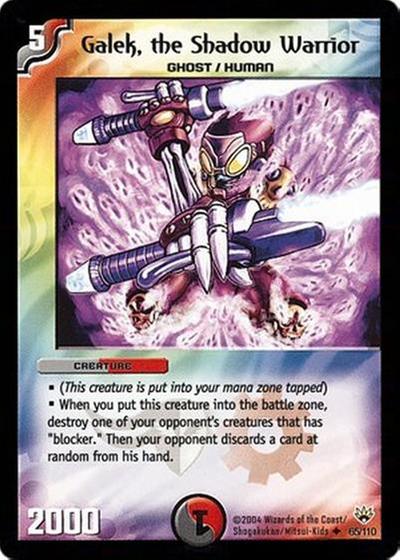 5
Galek, the Shadow Warrior
GHOST / HUMAN
CREATURE
▪ (This creature is put into your mana zone tapped)
▪ When you put this creature into the battle zone,
destroy one of your opponent's creatures that has
"blocker." Then your opponent discards a card at
random from his hand.
2000
1
©2004 Wizards of the Coast/
Shogakukan/Mitsui-Kids ◆ 65/110